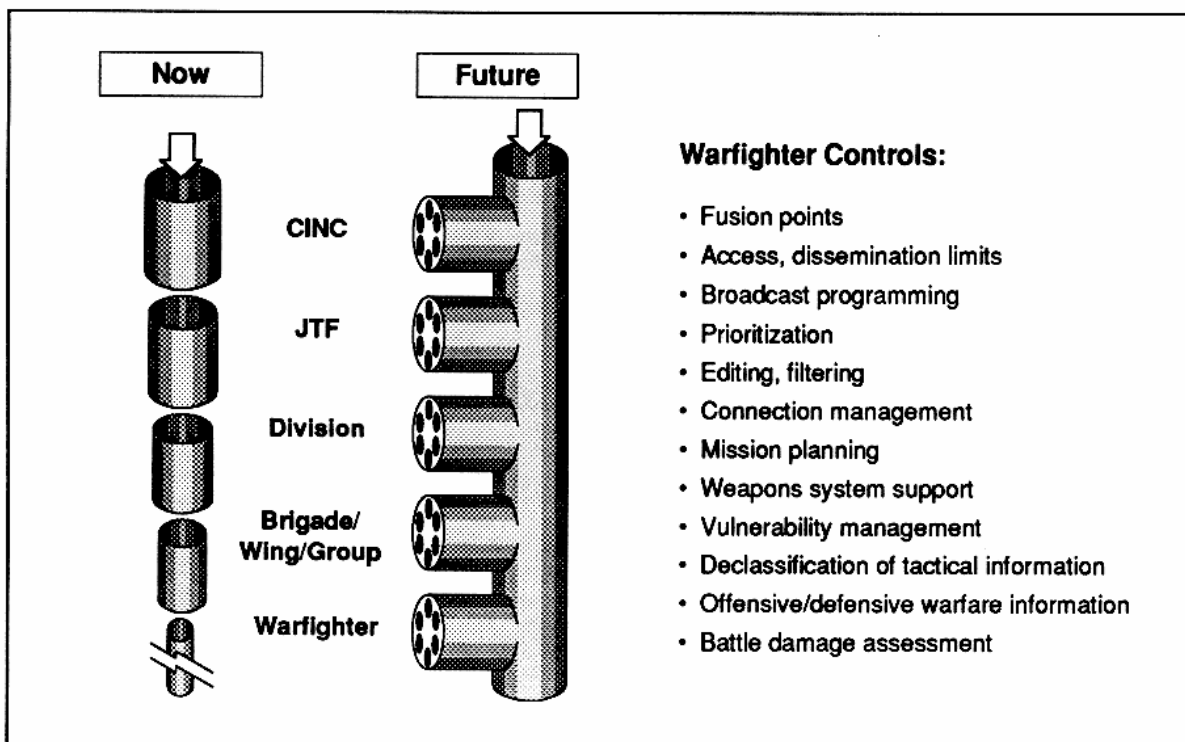 Now
Future
CINC
JTF
Division
Brigade/
Wing/Group
Warfighter
Warfighter Controls:
• Fusion points
• Access, dissemination limits
• Broadcast programming
• Prioritization
• Editing, filtering
• Connection management
• Mission planning
• Weapons system support
• Vulnerability management
• Declassification of tactical information
• Offensive/defensive warfare information
• Battle damage assessment